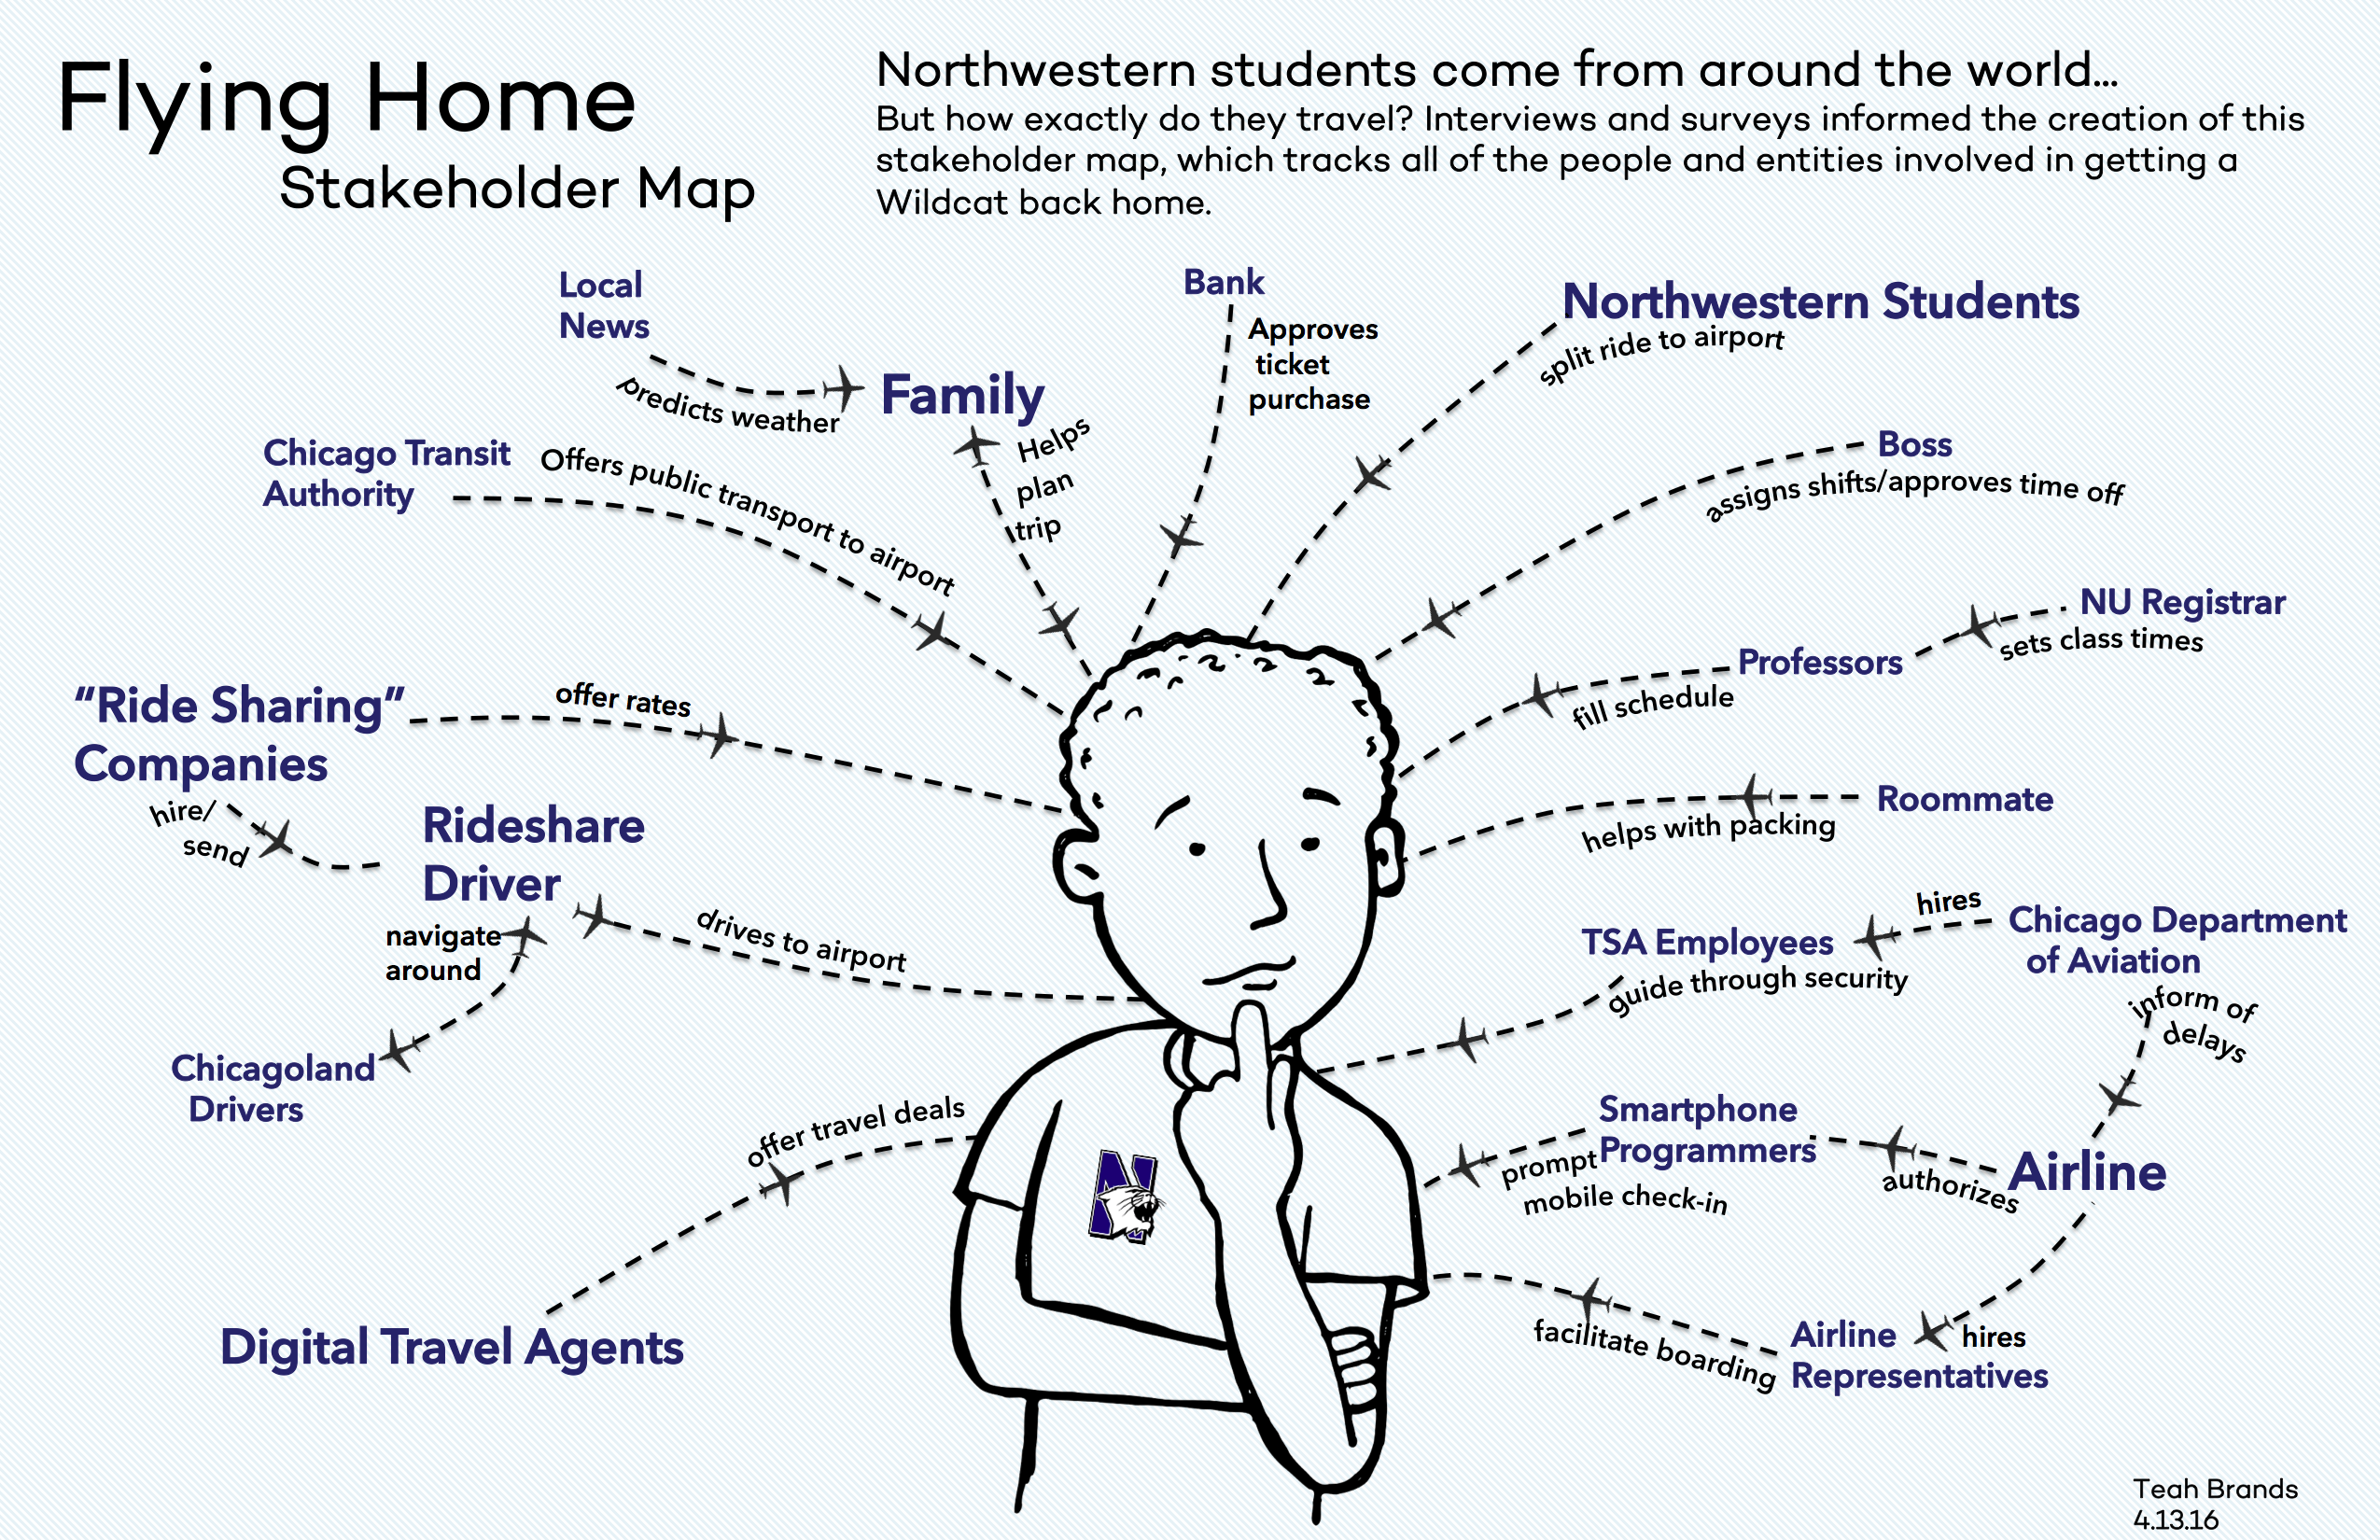 Flying Home
Stakeholder Map
Northwestern students come from around the world...
But how exactly do they travel? Interviews and surveys informed the creation of this
stakeholder map, which tracks all of the people and entities involved in getting a
Wildcat back home.
Local
News
predicts weather
Family
Helps
plan
trip
Bank
Approves
ticket
purchase
Northwestern Students
split ride to airport
Chicago Transit
Authority
Offers public transport to airport
Boss
assigns shifts/approves time off
NU Registrar
sets class times
Professors
fill schedule
"Ride Sharing"
Companies
offer rates
hire/
send
Rideshare
Driver
navigate
around
drives to airport
Chicagoland
Drivers
Roommate
helps with packing
TSA Employees
guide through security
hires
Chicago Department
of Aviation
inform of
delays
offer travel deals
Digital Travel Agents
Smartphone
Programmers
prompt
mobile check-in
authorizes
Airline
facilitate boarding
Airline
Representatives
hires
N
Teah Brands
4.13.16